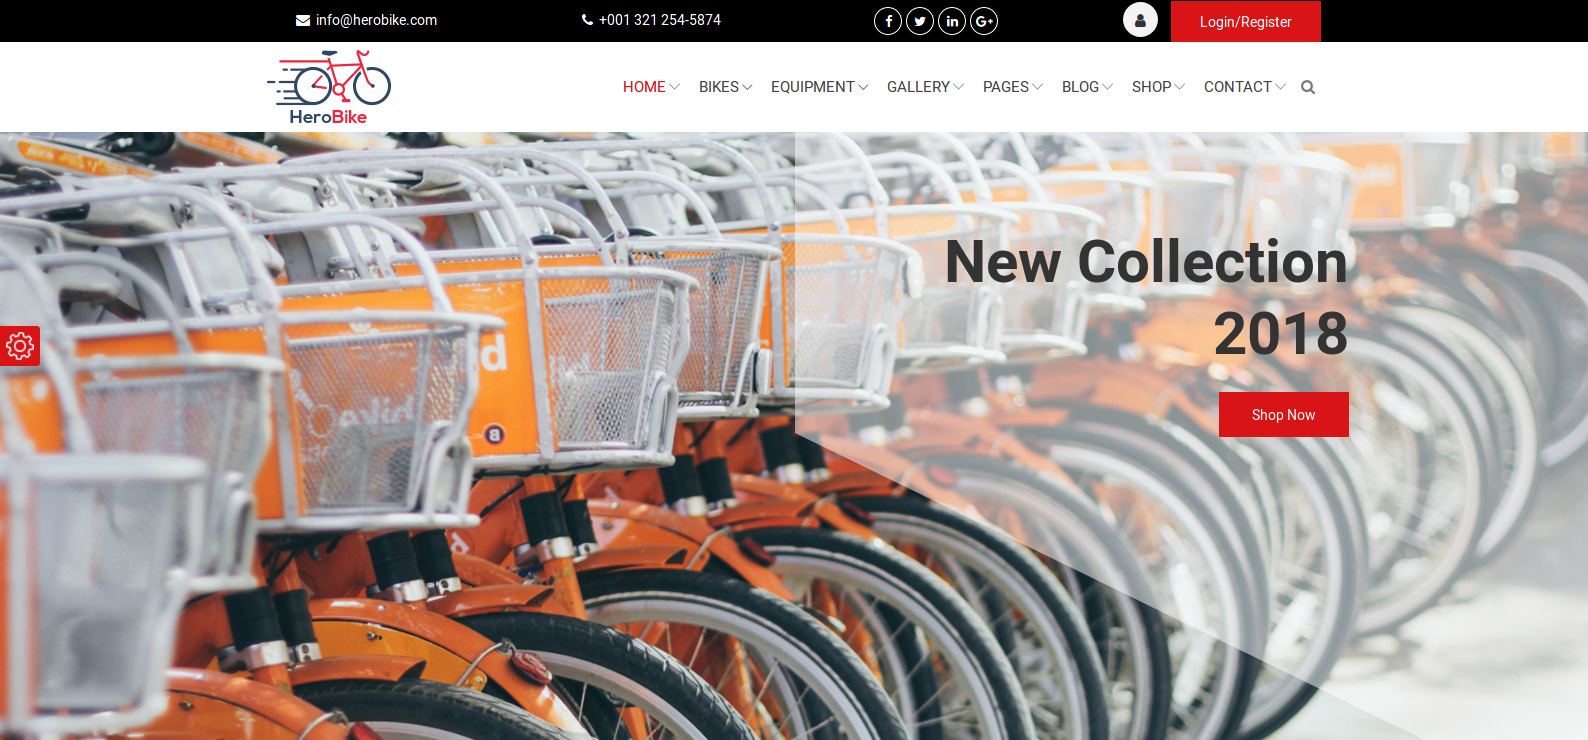 info@herobike.com
+001 321 254-5874
Login/Register
HeroBike
HOME
BIKES
EQUIPMENT
GALLERY
PAGES
BLOG
SHOP
CONTACT
New Collection
2018
Shop Now